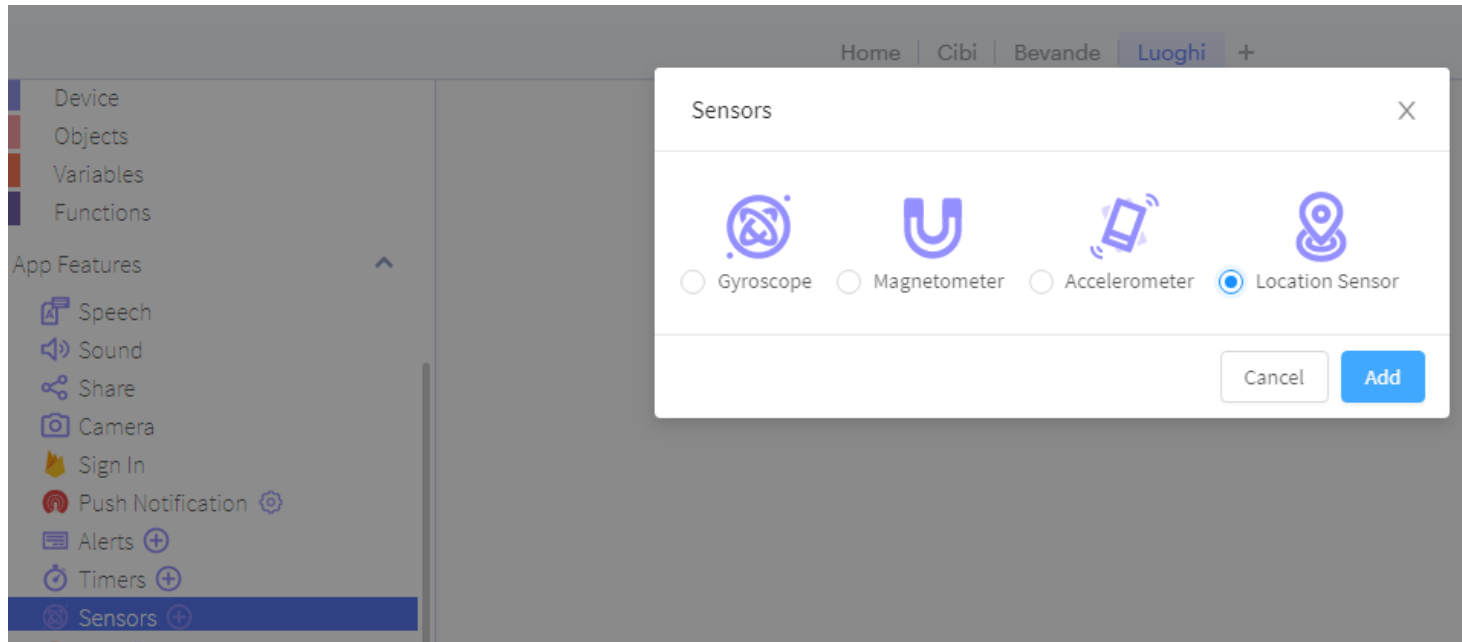 Home Cibi Bevande Luoghi +
Device
Objects
Variables
Functions
App Features
Speech
Sound
Share
Camera
Sign In
Push Notification
Alerts
Timers
Sensors
Sensors X
Gyroscope Magnetometer Accelerometer Location Sensor
Cancel Add